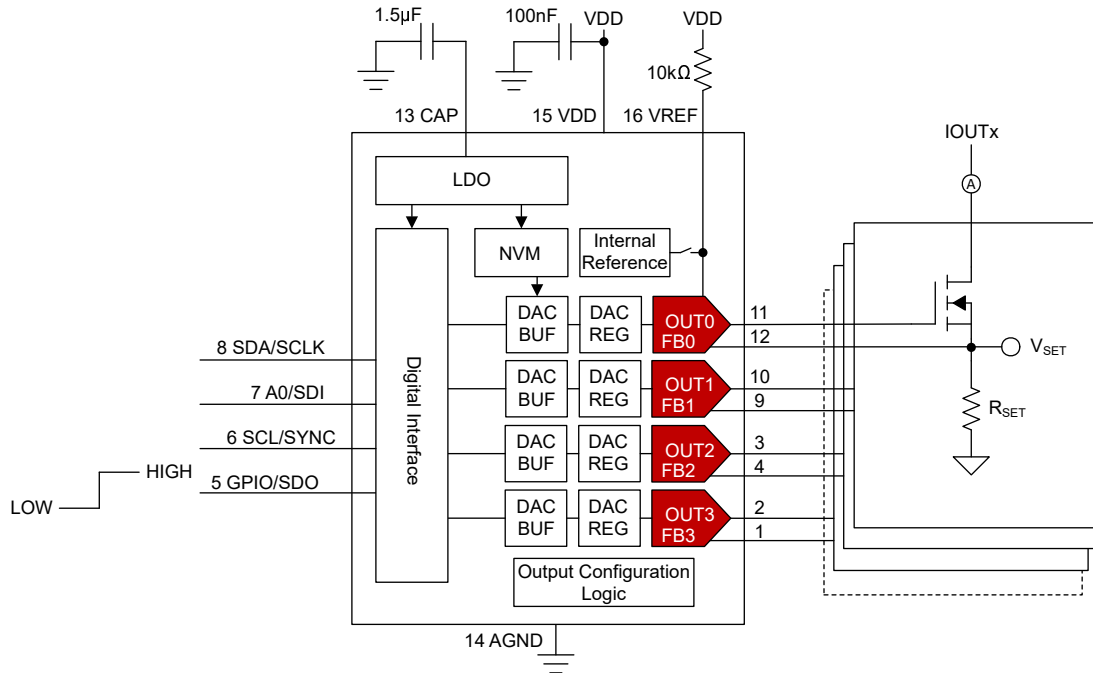 1.5µF
100nF
VDD
VDD
10kΩ
13 CAP
15 VDD
16 VREF
IOUTx
A
LDO
NVM
Internal
Reference
DAC
BUF
DAC
REG
OUT0
FB0
11
12
VSET
8 SDA/SCLK
7 A0/SDI
6 SCL/SYNC
5 GPIO/SDO
HIGH
LOW
Digital Interface
DAC
BUF
DAC
REG
OUT1
FB1
10
9
RSET
DAC
BUF
DAC
REG
OUT2
FB2
3
4
DAC
BUF
DAC
REG
OUT3
FB3
2
1
Output Configuration
Logic
14 AGND